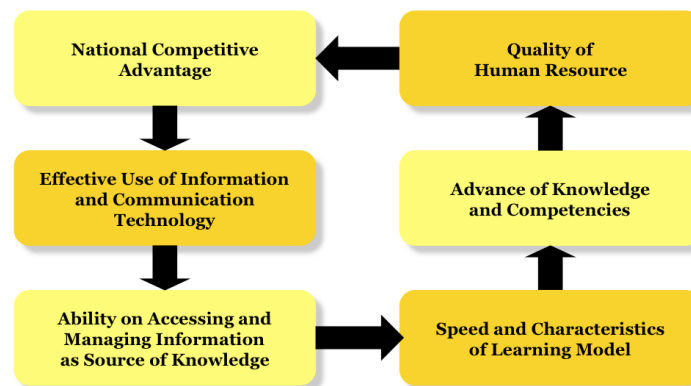 National Competitive
Advantage
Quality of
Human Resource
Effective Use of Information
and Communication
Technology
Advance of Knowledge
and Competencies
Ability on Accessing and
Managing Information
as Source of Knowledge
Speed and Characteristics
of Learning Model